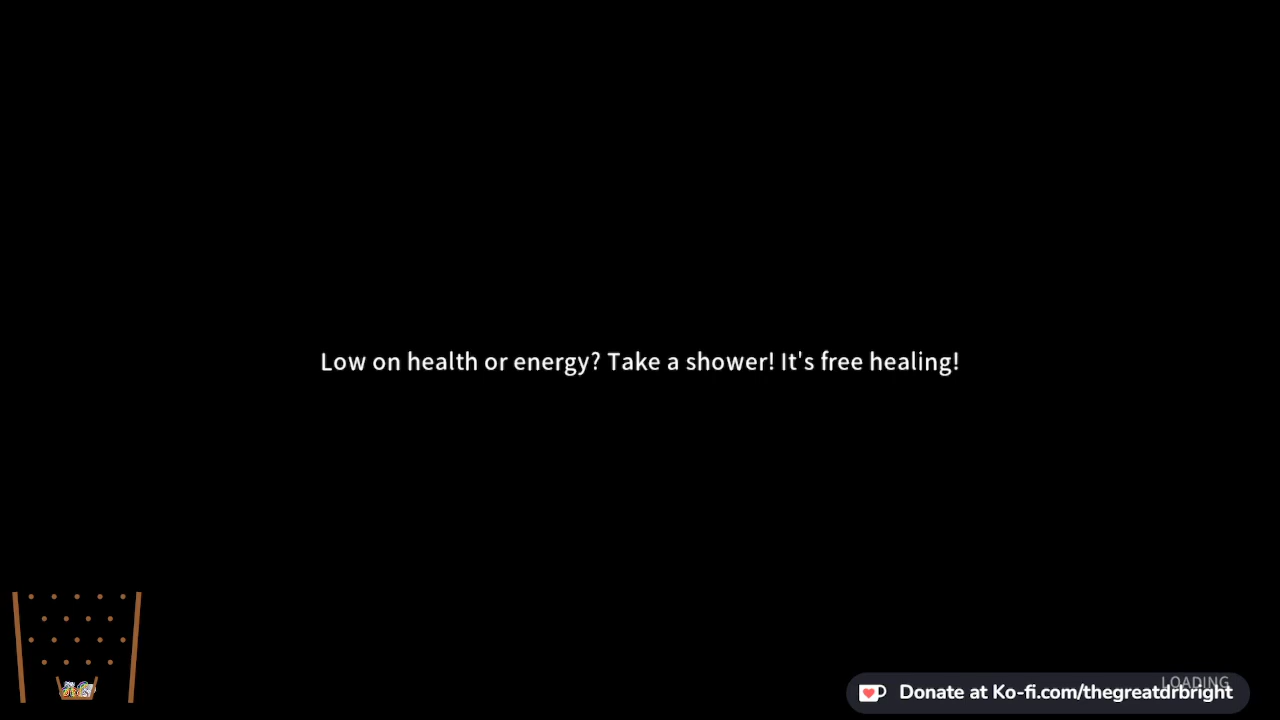 Low on health or energy? Take a shower! It's free healing!
LOADING
Donate at Ko-fi.com/thegreatdrbright